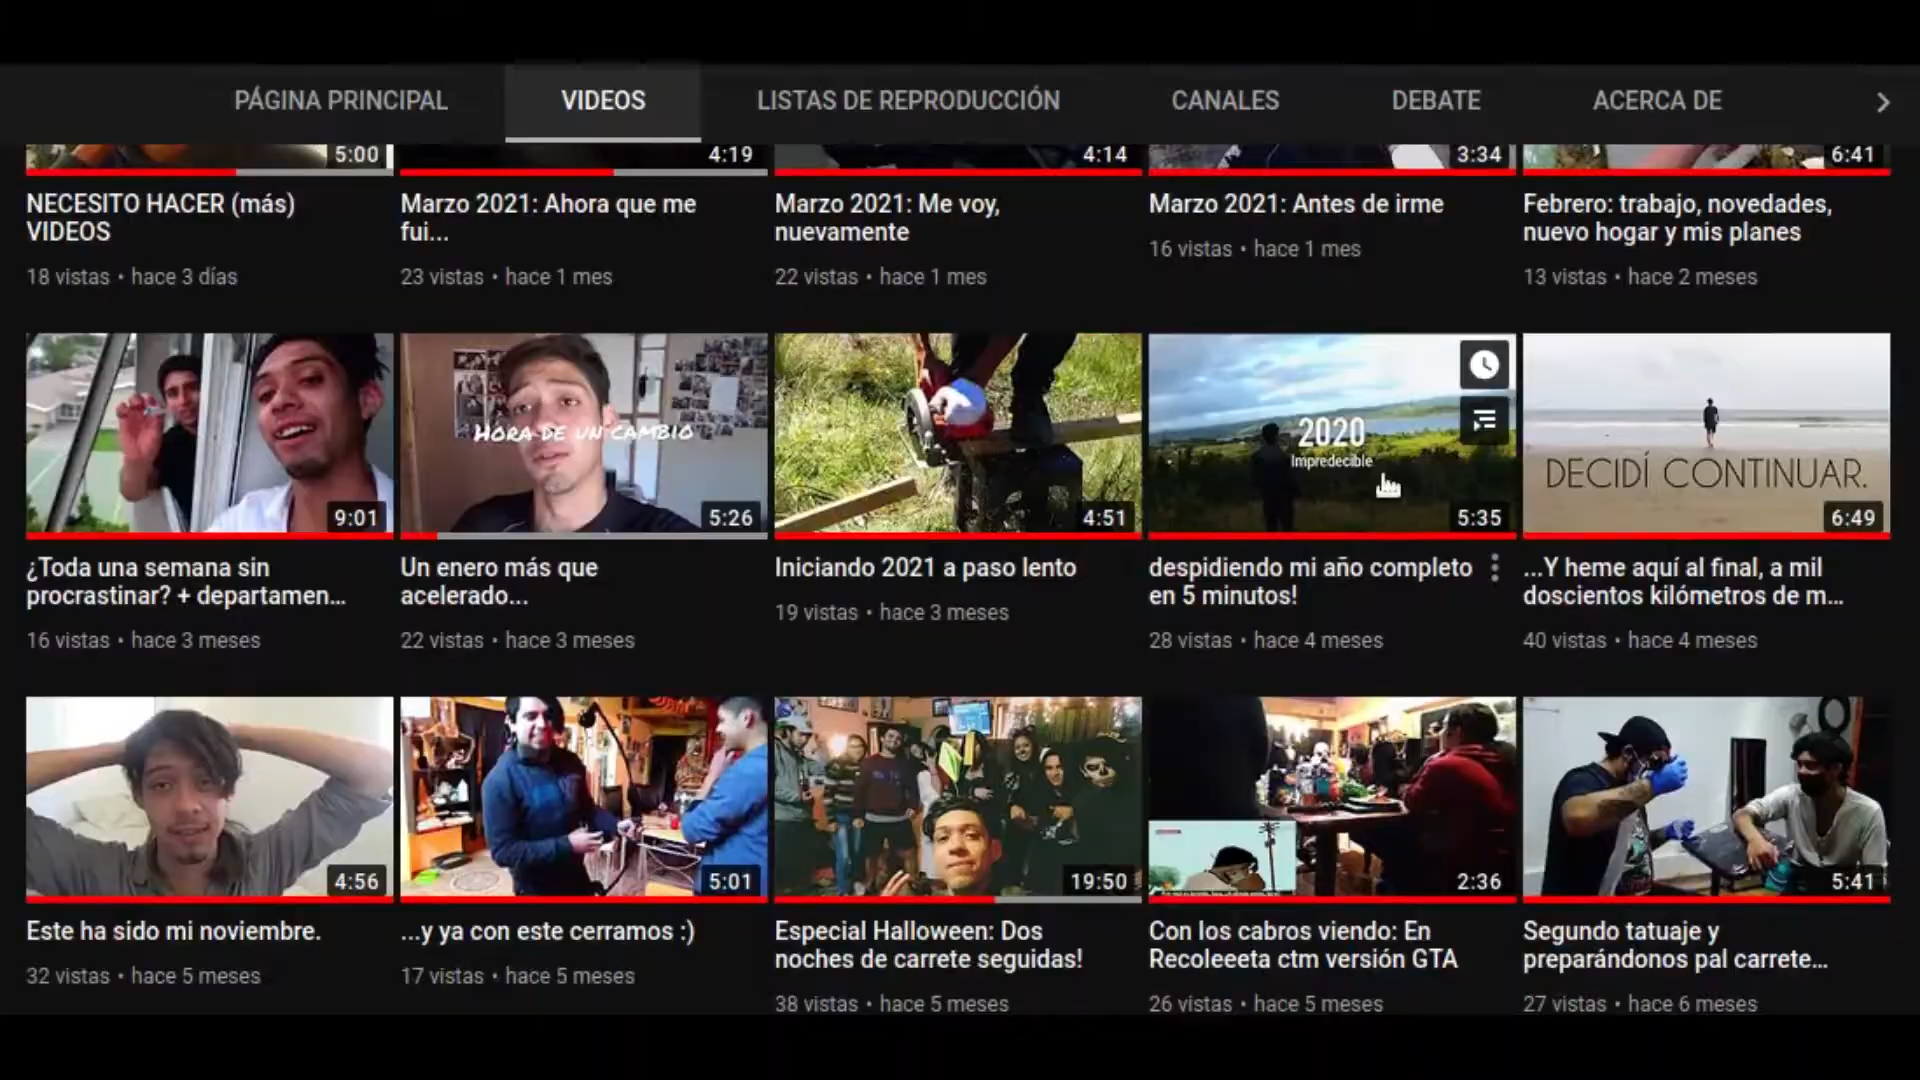 PÁGINA PRINCIPAL
VIDEOS
LISTAS DE REPRODUCCIÓN
CANALES
DEBATE
ACERCA DE
5:00
4:19
4:14
3:34
6:41
NECESITO HACER (más)
VIDEOS
18 vistas • hace 3 días
Marzo 2021: Ahora que me
fui...
23 vistas • hace 1 mes
Marzo 2021: Me voy,
nuevamente
22 vistas • hace 1 mes
Marzo 2021: Antes de irme
16 vistas • hace 1 mes
Febrero: trabajo, novedades,
nuevo hogar y mis planes
13 vistas • hace 2 meses
9:01
HORA DE UN CAMBIO
5:26
4:51
2020
Impredecible
5:35
DECIDÍ CONTINUAR.
6:49
¿Toda una semana sin
procrastinar? + departamen...
16 vistas • hace 3 meses
Un enero más que
acelerado...
22 vistas • hace 3 meses
Iniciando 2021 a paso lento
19 vistas • hace 3 meses
despidiendo mi año completo
en 5 minutos!
28 vistas • hace 4 meses
...Y heme aquí al final, a mil
doscientos kilómetros de m...
40 vistas • hace 4 meses
4:56
5:01
19:50
2:36
5:41
Este ha sido mi noviembre.
32 vistas • hace 5 meses
...y ya con este cerramos :)
17 vistas • hace 5 meses
Especial Halloween: Dos
noches de carrete seguidas!
38 vistas • hace 5 meses
Con los cabros viendo: En
Recoleeeta ctm versión GTA
26 vistas • hace 5 meses
Segundo tatuaje y
preparándonos pal carrete...
27 vistas • hace 6 meses